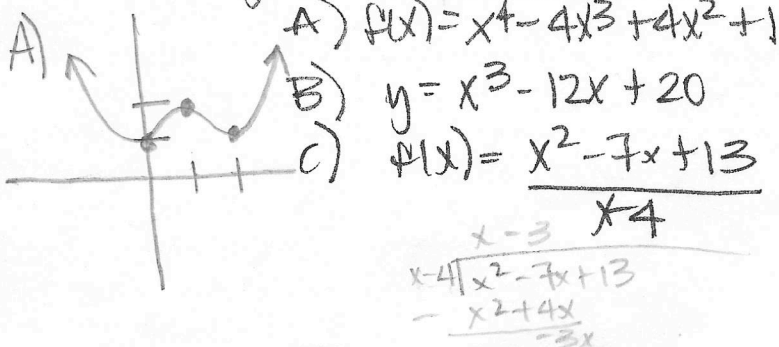 A)
A) f(x) = x⁴ - 4x³ + 4x² + 1
B) y = x³ - 12x + 20
C) f(x) = x² - 7x + 13
x-4
x - 3
x-4 x² - 7x + 13
- x² + 4x
-3x